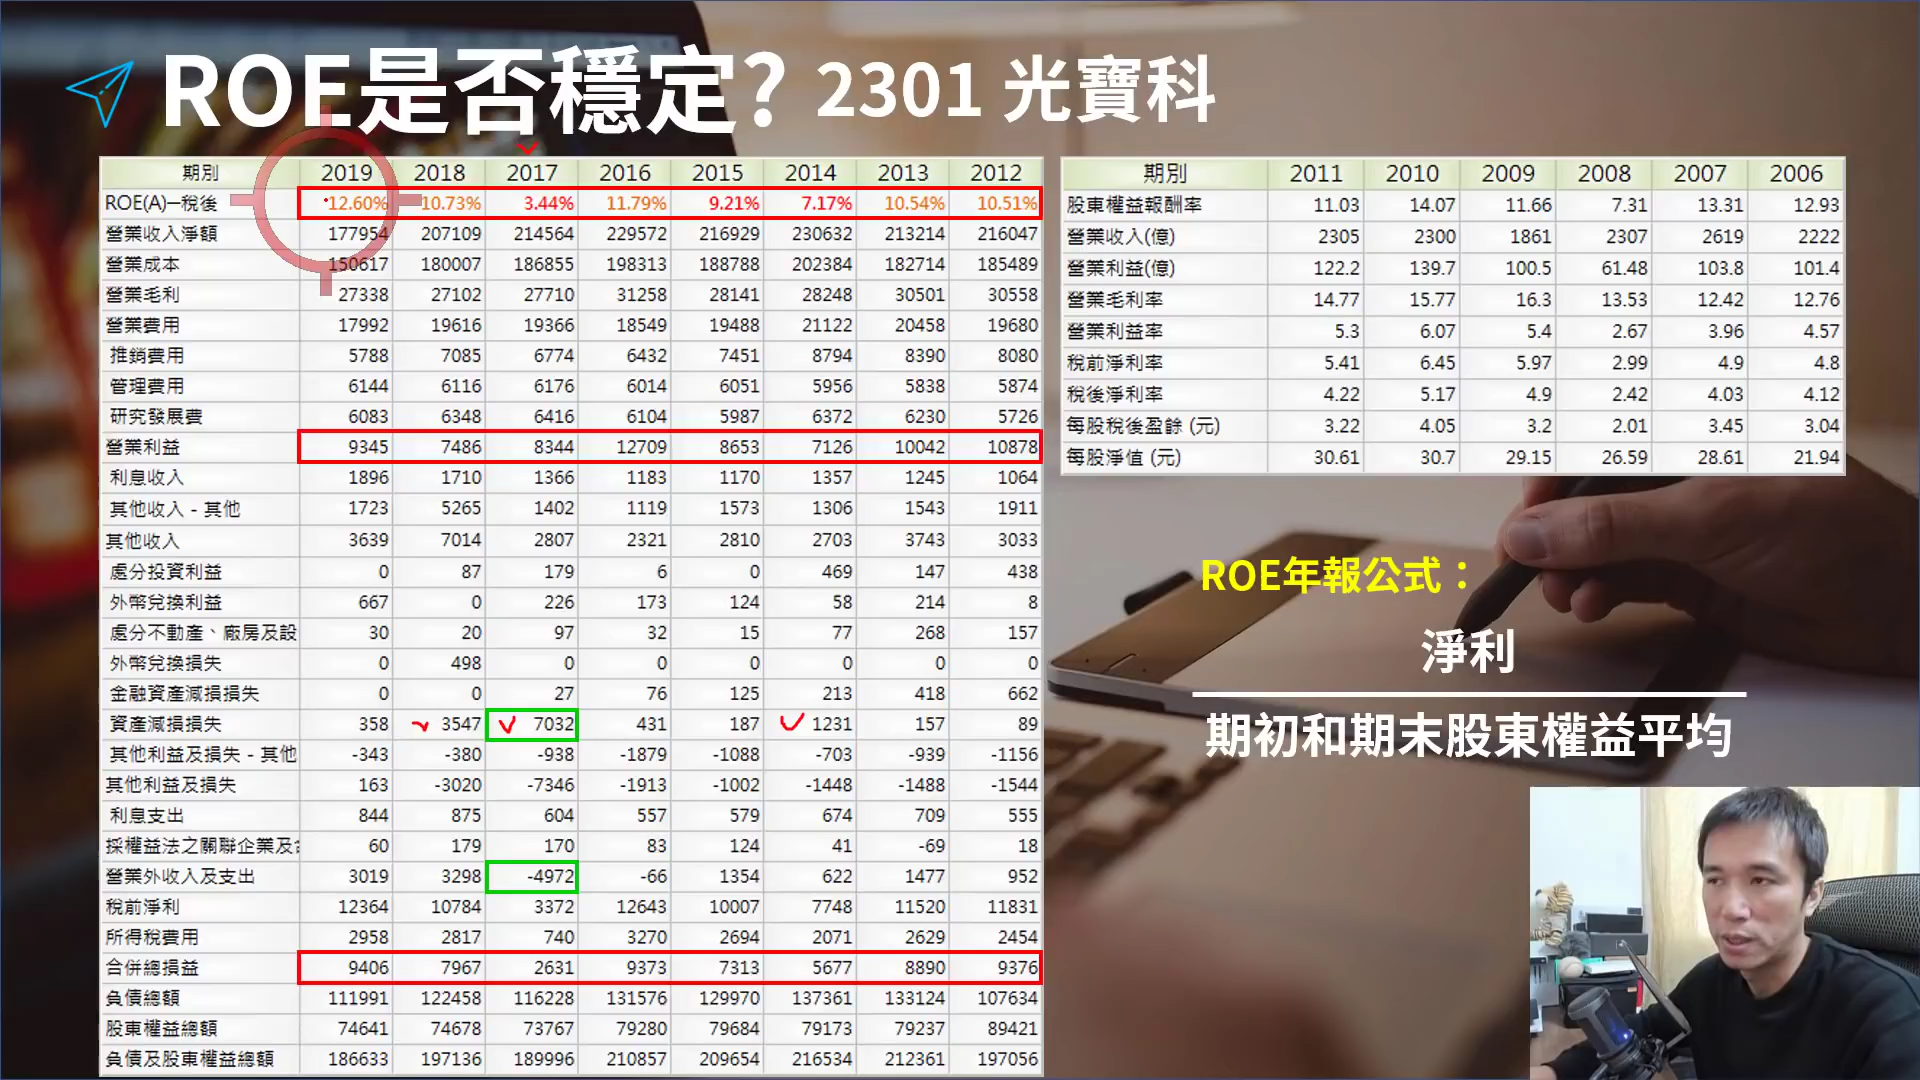 ROE是否穩定? 2301 光寶科
期別 2019 2018 2017 2016 2015 2014 2013 2012
ROE(A)─稅後 12.60% 10.73% 3.44% 11.79% 9.21% 7.17% 10.54% 10.51%
營業收入淨額 177954 207109 214564 229572 216929 230632 213214 216047
營業成本 150617 180007 186855 198313 188788 202384 182714 185489
營業毛利 27338 27102 27710 31258 28141 28248 30501 30558
營業費用 17992 19616 19366 18549 19488 21122 20458 19680
推銷費用 5788 7085 6774 6432 7451 8794 8390 8080
管理費用 6144 6116 6176 6014 6051 5956 5838 5874
研究發展費 6083 6348 6416 6104 5987 6372 6230 5726
營業利益 9345 7486 8344 12709 8653 7126 10042 10878
利息收入 1896 1710 1366 1183 1170 1357 1245 1064
其他收入－其他 1723 5265 1402 1119 1573 1306 1543 1911
其他收入 3639 7014 2807 2321 2810 2703 3743 3033
處分投資利益 0 87 179 6 0 469 147 438
外幣兌換利益 667 0 226 173 124 58 214 8
處分不動產、廠房及設 30 20 97 32 15 77 268 157
外幣兌換損失 0 498 0 0 0 0 0 0
金融資產減損損失 0 0 27 76 125 213 418 662
資產減損損失 358 3547 7032 431 187 1231 157 89
其他利益及損失－其他 -343 -380 -938 -1879 -1088 -703 -939 -1156
其他利益及損失 163 -3020 -7346 -1913 -1002 -1448 -1488 -1544
利息支出 844 875 604 557 579 674 709 555
採權益法之關聯企業及 60 179 170 83 124 41 -69 18
營業外收入及支出 3019 3298 -4972 -66 1354 622 1477 952
稅前淨利 12364 10784 3372 12643 10007 7748 11520 11831
所得稅費用 2958 2817 740 3270 2694 2071 2629 2454
合併總損益 9406 7967 2631 9373 7313 5677 8890 9376
負債總額 111991 122458 116228 131576 129970 137361 133124 107634
股東權益總額 74641 74678 73767 79280 79684 79173 79237 89421
負債及股東權益總額 186633 197136 189996 210857 209654 216534 212361 197056
期別 2011 2010 2009 2008 2007 2006
股東權益報酬率 11.03 14.07 11.66 7.31 13.31 12.93
營業收入(億) 2305 2300 1861 2307 2619 2222
營業利益(億) 122.2 139.7 100.5 61.48 103.8 101.4
營業毛利率 14.77 15.77 16.3 13.53 12.42 12.76
營業利益率 5.3 6.07 5.4 2.67 3.96 4.57
稅前淨利率 5.41 6.45 5.97 2.99 4.9 4.8
稅後淨利率 4.22 5.17 4.9 2.42 4.03 4.12
每股稅後盈餘 (元) 3.22 4.05 3.2 2.01 3.45 3.04
每股淨值 (元) 30.61 30.7 29.15 26.59 28.61 21.94
ROE年報公式：
淨利
期初和期末股東權益平均